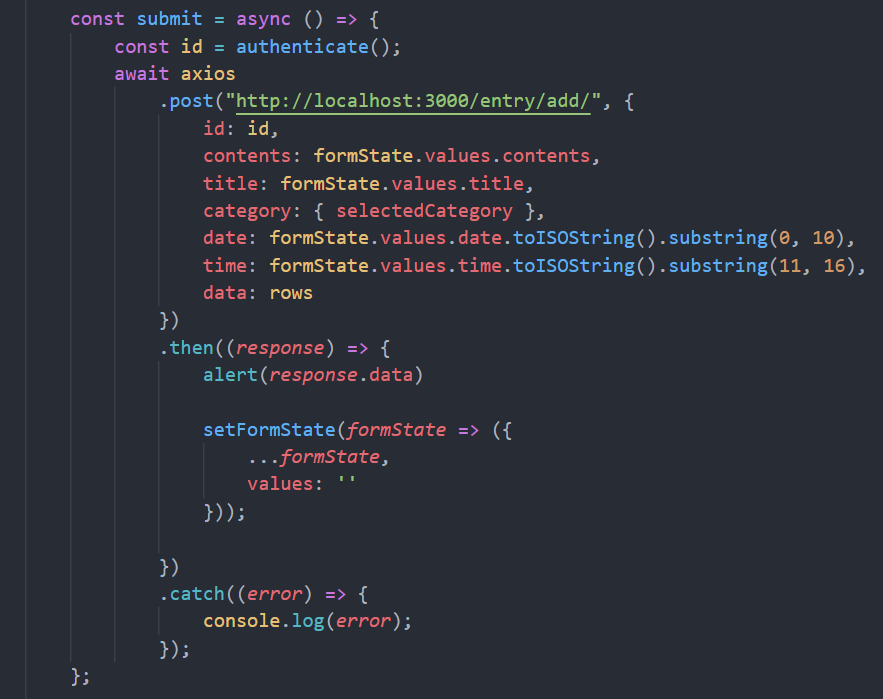 const submit = async () => {
    const id = authenticate();
    await axios
        .post("http://localhost:3000/entry/add/", {
            id: id,
            contents: formState.values.contents,
            title: formState.values.title,
            category: { selectedCategory },
            date: formState.values.date.toISOString().substring(0, 10),
            time: formState.values.time.toISOString().substring(11, 16),
            data: rows
        })
        .then((response) => {
            alert(response.data)

            setFormState(formState => ({
                ...formState,
                values: ''
            }));

        })
        .catch((error) => {
            console.log(error);
        });
};